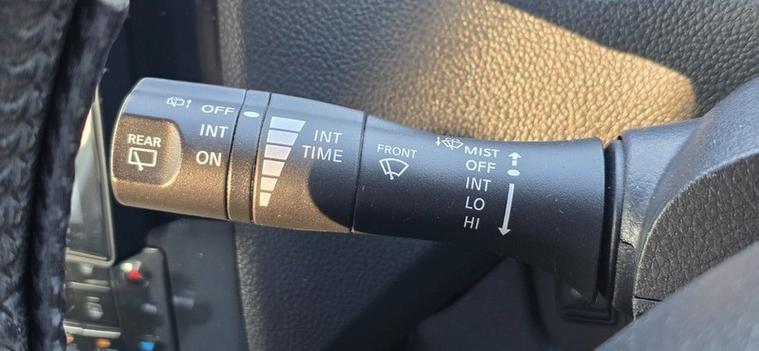 REAR
OFF
INT
ON
INT
TIME
FRONT
MIST
OFF
INT
LO
HI